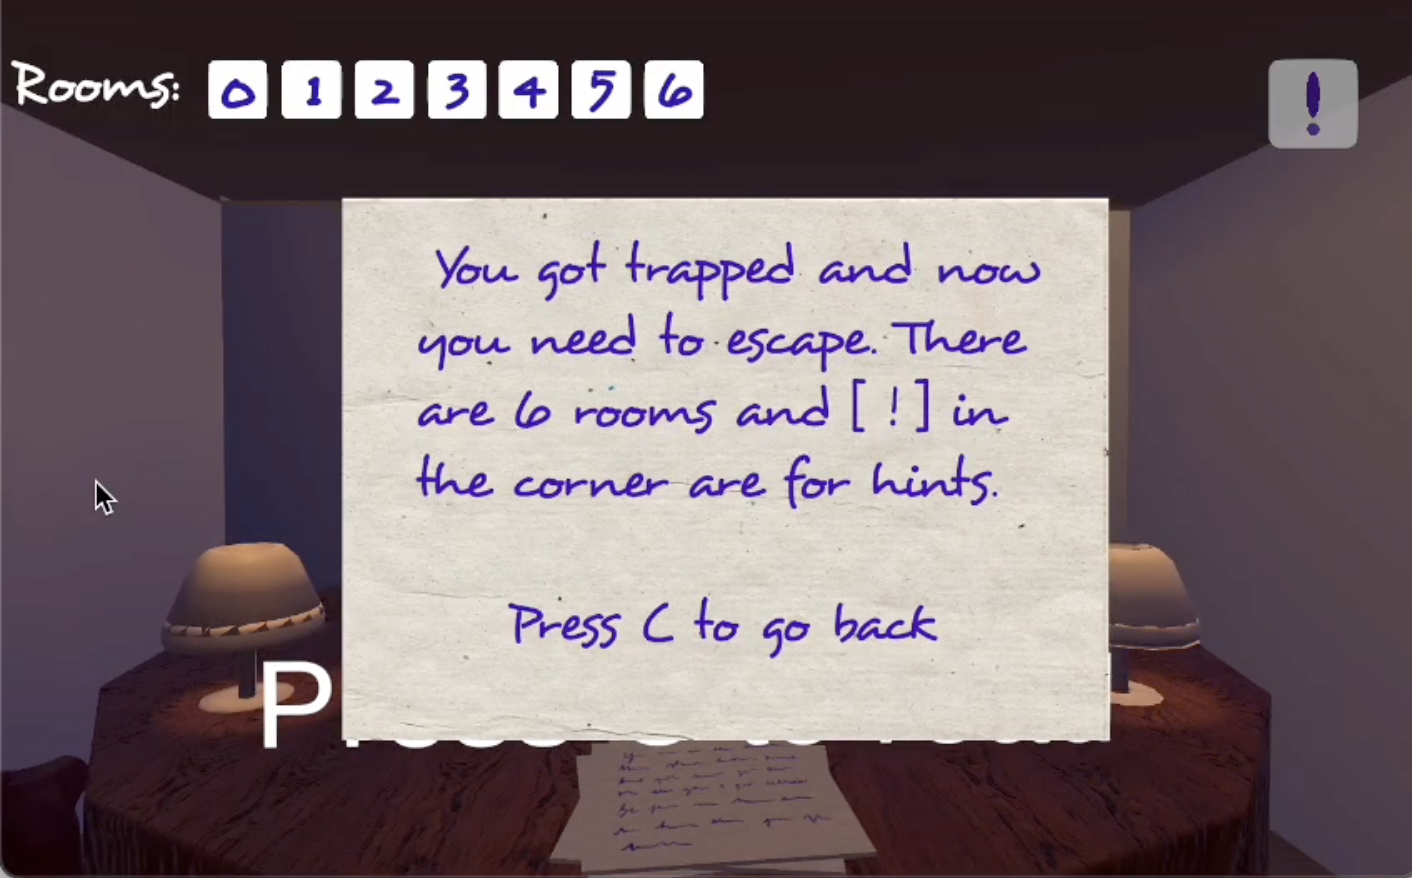 Rooms: 0 1 2 3 4 5 6
!
You got trapped and now
you need to escape. There
are 6 rooms and [ ! ] in
the corner are for hints.
Press C to go back